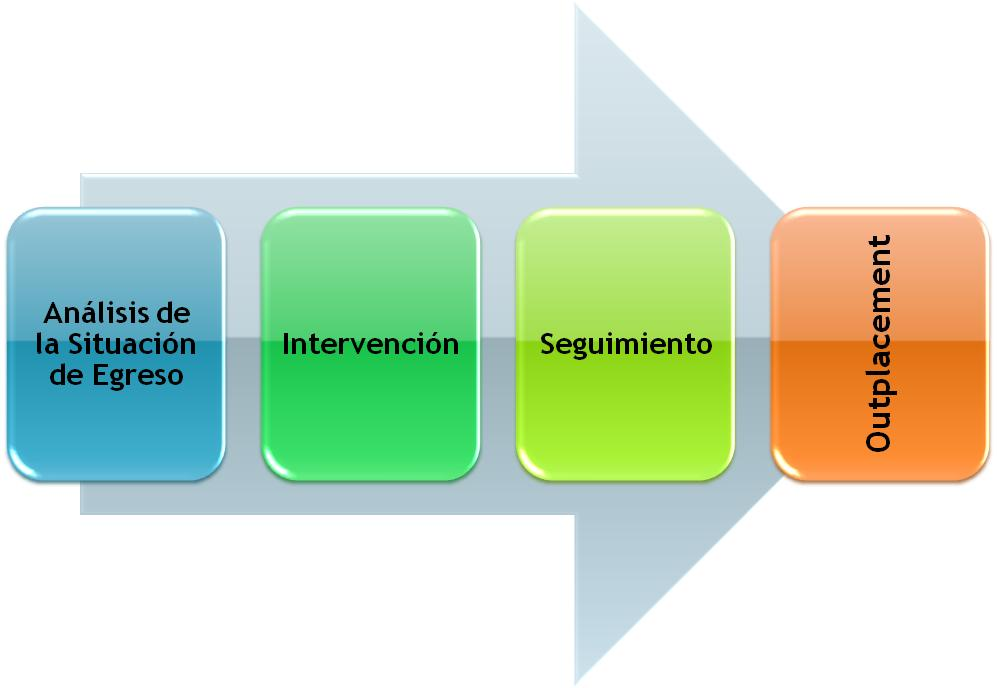 Análisis de
la Situación
de Egreso
Intervención
Seguimiento
Outplacement